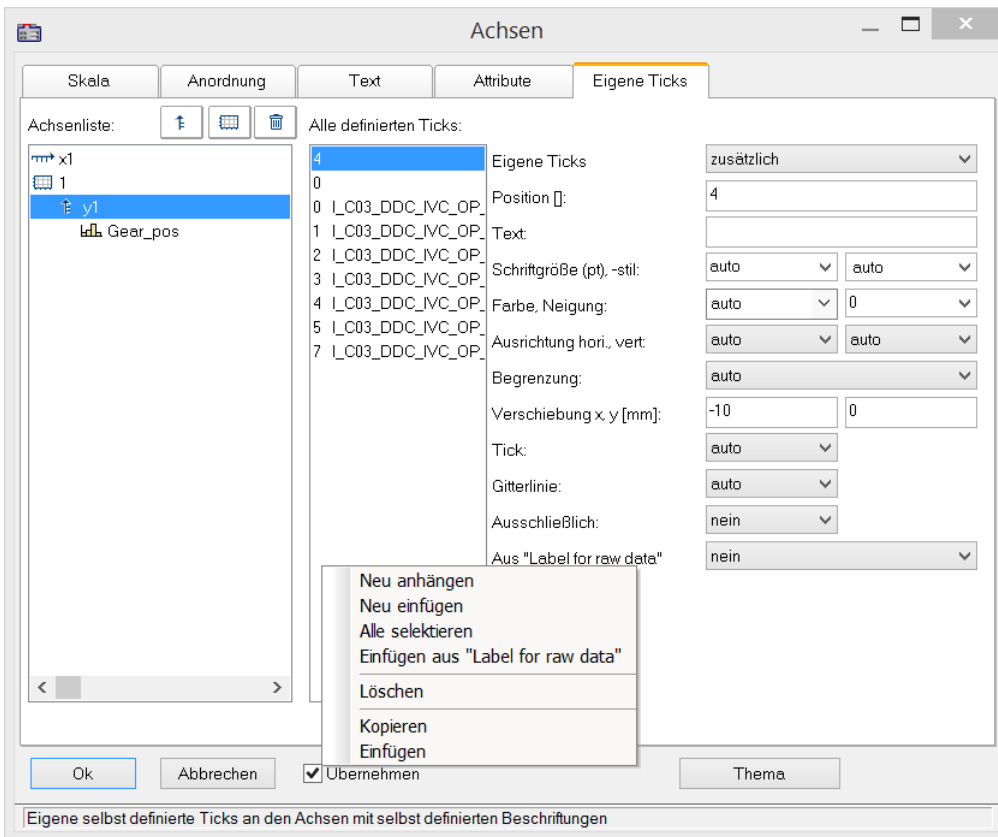 Achsen
Skala
Anordnung
Text
Attribute
Eigene Ticks
Achsenliste:
x1
1
y1
Gear_pos
Alle definierten Ticks:
4
0
0 I_C03_DDC_IVC_OP_
1 I_C03_DDC_IVC_OP_
2 I_C03_DDC_IVC_OP_
3 I_C03_DDC_IVC_OP_
4 I_C03_DDC_IVC_OP_
5 I_C03_DDC_IVC_OP_
7 I_C03_DDC_IVC_OP_
Eigene Ticks zusätzlich
Position []: 4
Text:
Schriftgröße (pt), -stil: auto auto
Farbe, Neigung: auto 0
Ausrichtung hori., vert: auto auto
Begrenzung: auto
Verschiebung x, y [mm]: -10 0
Tick: auto
Gitterlinie: auto
Ausschließlich: nein
Aus "Label for raw data" nein
Neu anhängen
Neu einfügen
Alle selektieren
Einfügen aus "Label for raw data"
Löschen
Kopieren
Einfügen
Ok
Abbrechen
Übernehmen
Thema
Eigene selbst definierte Ticks an den Achsen mit selbst definierten Beschriftungen